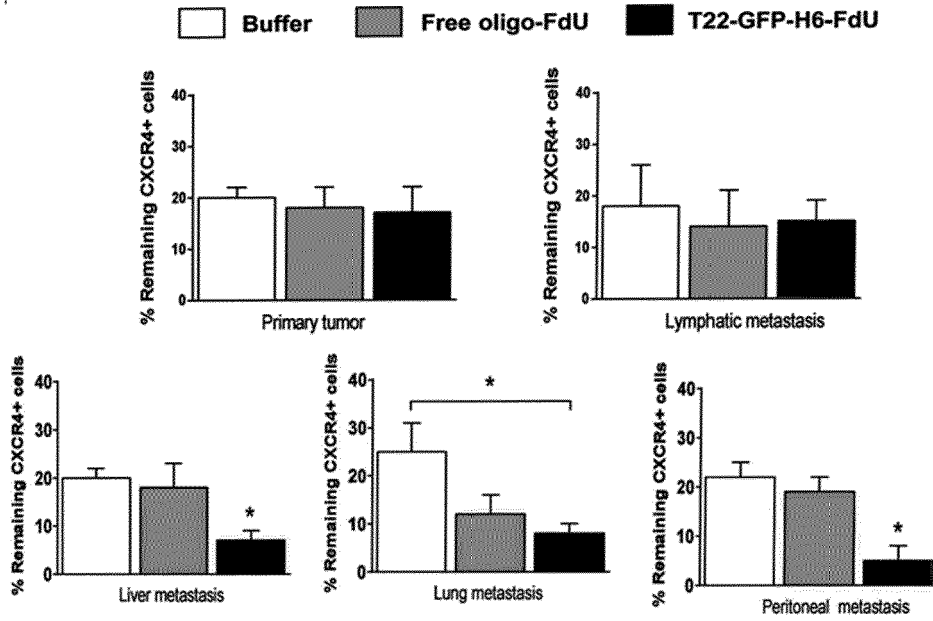 Buffer Free oligo-FdU T22-GFP-H6-FdU
% Remaining CXCR4+ cells
40
30
20
10
0
Primary tumor
% Remaining CXCR4+ cells
40
30
20
10
0
Lymphatic metastasis
% Remaining CXCR4+ cells
40
30
20
10
0
*
Liver metastasis
% Remaining CXCR4+ cells
40
30
20
10
0
*
Lung metastasis
% Remaining CXCR4+ cells
40
30
20
10
0
*
Peritoneal metastasis